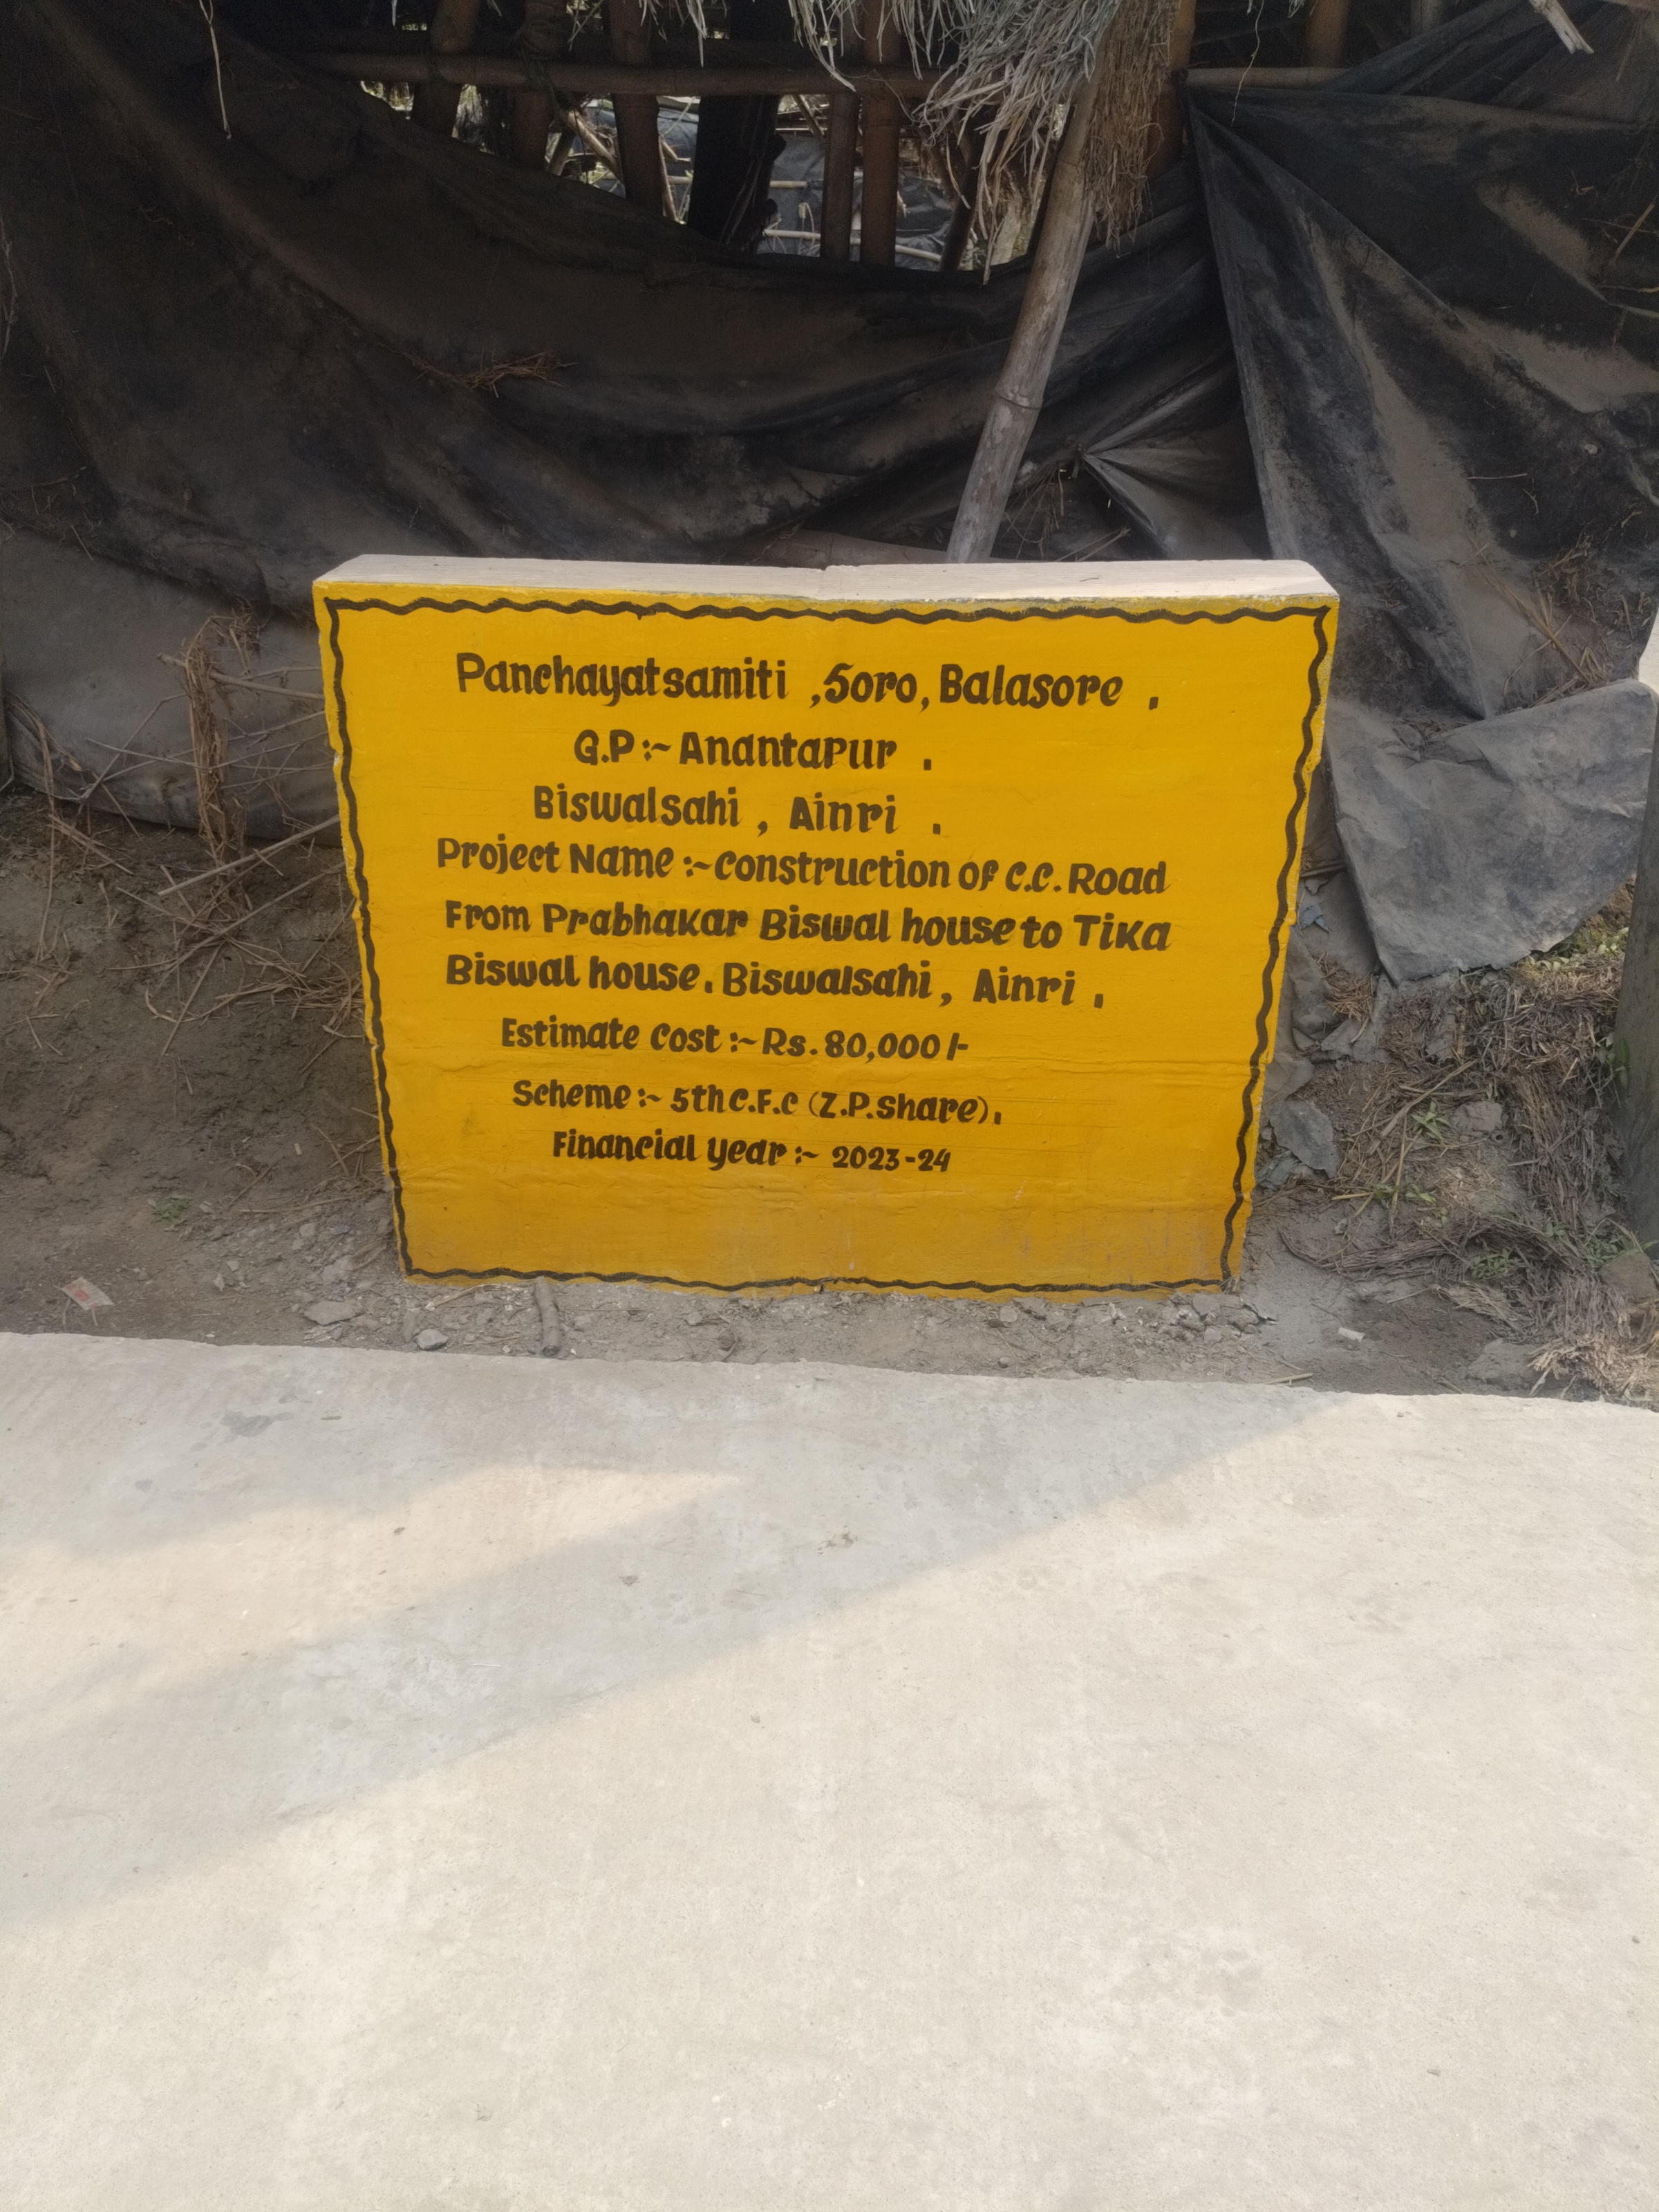 Panchayatsamiti ,Soro, Balasore .
G.P :~ Anantapur .
Biswalsahi , Ainri .
Project Name :~ Construction of C.C. Road
From Prabhakar Biswal house to Tika
Biswal house. Biswalsahi, Ainri .
Estimate Cost :~ Rs. 80,000/-
Scheme :~ 5th C.F.C (Z.P. Share).
Financial year :~ 2023-24